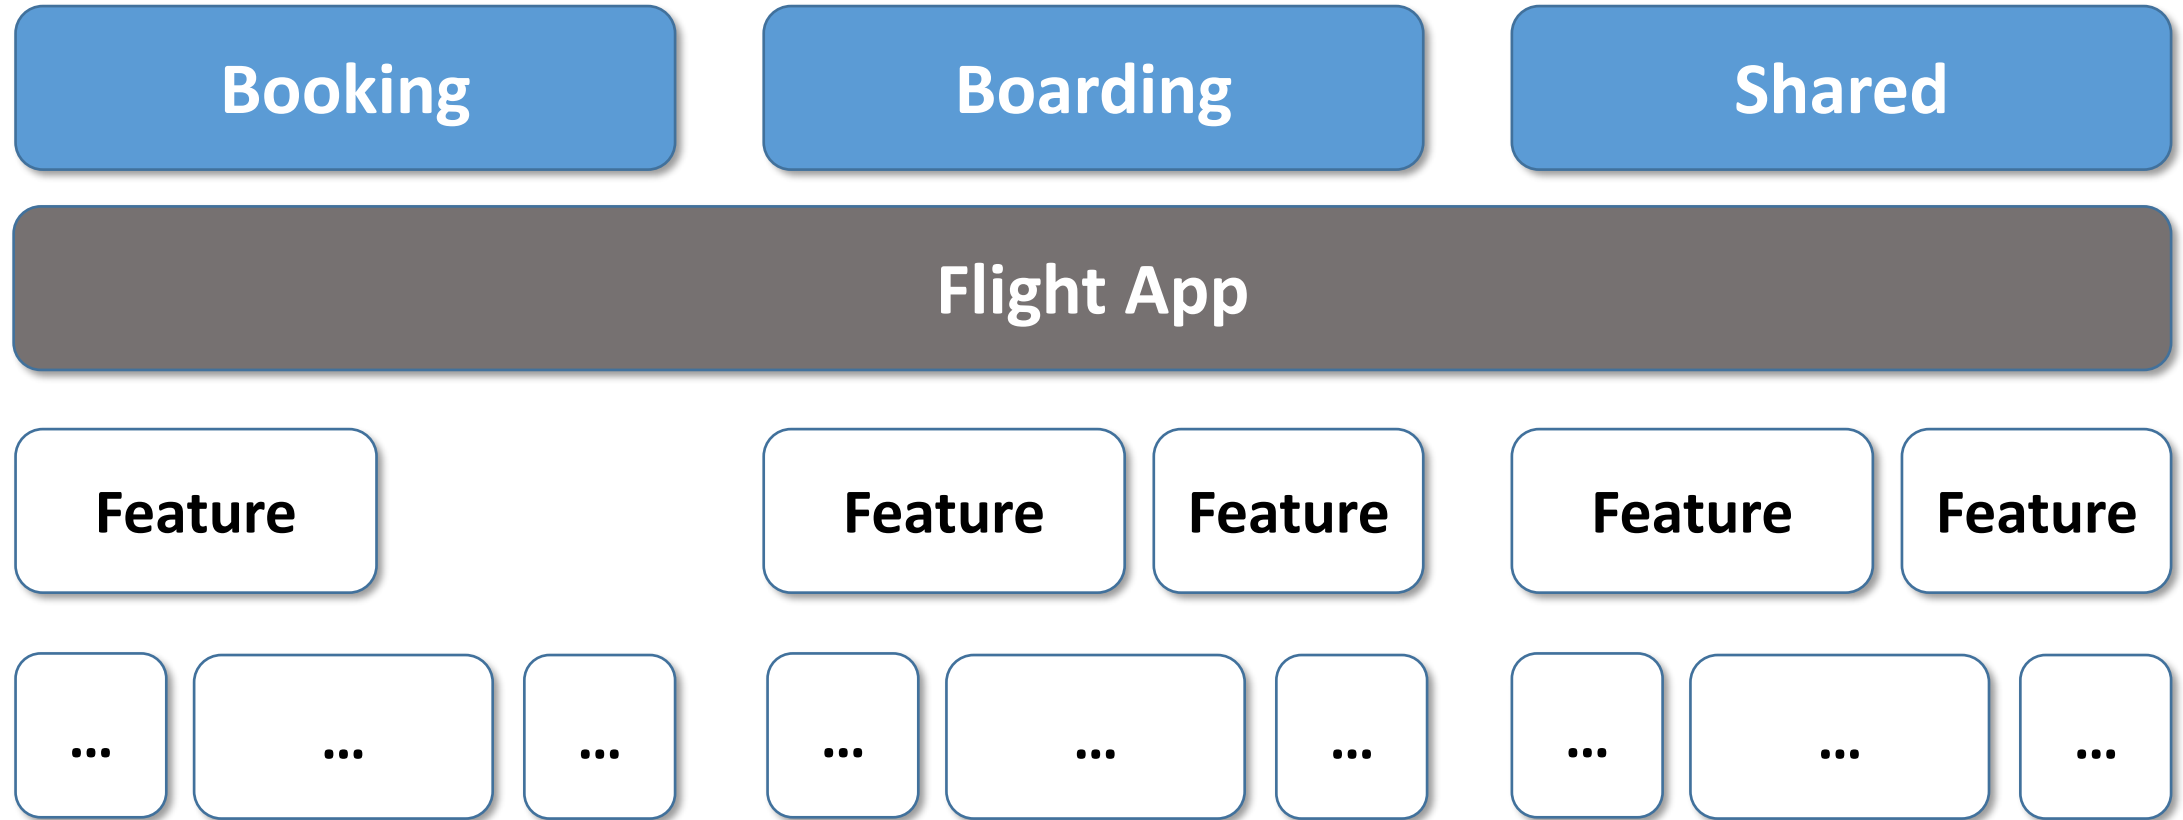 Booking Boarding Shared
Flight App
Feature Feature Feature Feature Feature
... ... ... ... ... ... ... ... ...